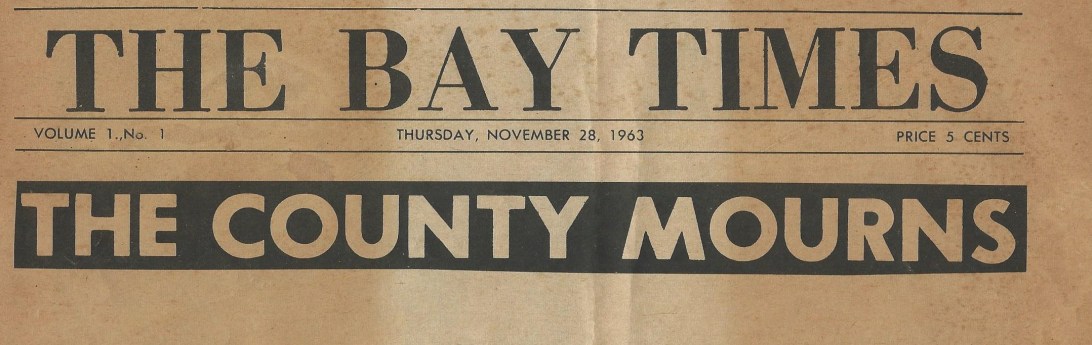 THE BAY TIMES
VOLUME 1.,No. 1 THURSDAY, NOVEMBER 28, 1963 PRICE 5 CENTS
THE COUNTY MOURNS